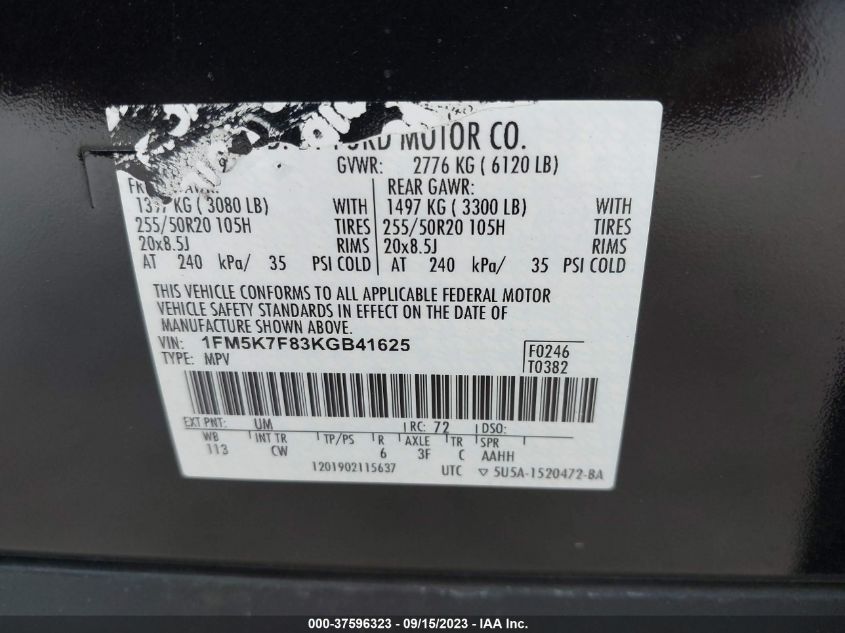 FORD MOTOR CO.
GVWR: 2776 KG ( 6120 LB)
REAR GAWR:
KG ( 3080 LB) WITH 1497 KG ( 3300 LB) WITH
255/50R20 105H TIRES 255/50R20 105H TIRES
20x8.5J RIMS 20x8.5J RIMS
AT 240 kPa/ 35 PSI COLD AT 240 kPa/ 35 PSI COLD
THIS VEHICLE CONFORMS TO ALL APPLICABLE FEDERAL MOTOR
VEHICLE SAFETY STANDARDS IN EFFECT ON THE DATE OF
MANUFACTURE SHOWN ABOVE.
VIN: 1FM5K7F83KGB41625 F0246
TYPE: MPV T0382
EXT PNT: UM RC: 72 DSO:
WB INT TR TP/PS R AXLE TR SPR
113 CW 6 3F C AAHH
1201902115637 UTC ▽ 5U5A-1520472-BA
000-37596323 - 09/15/2023 - IAA Inc.